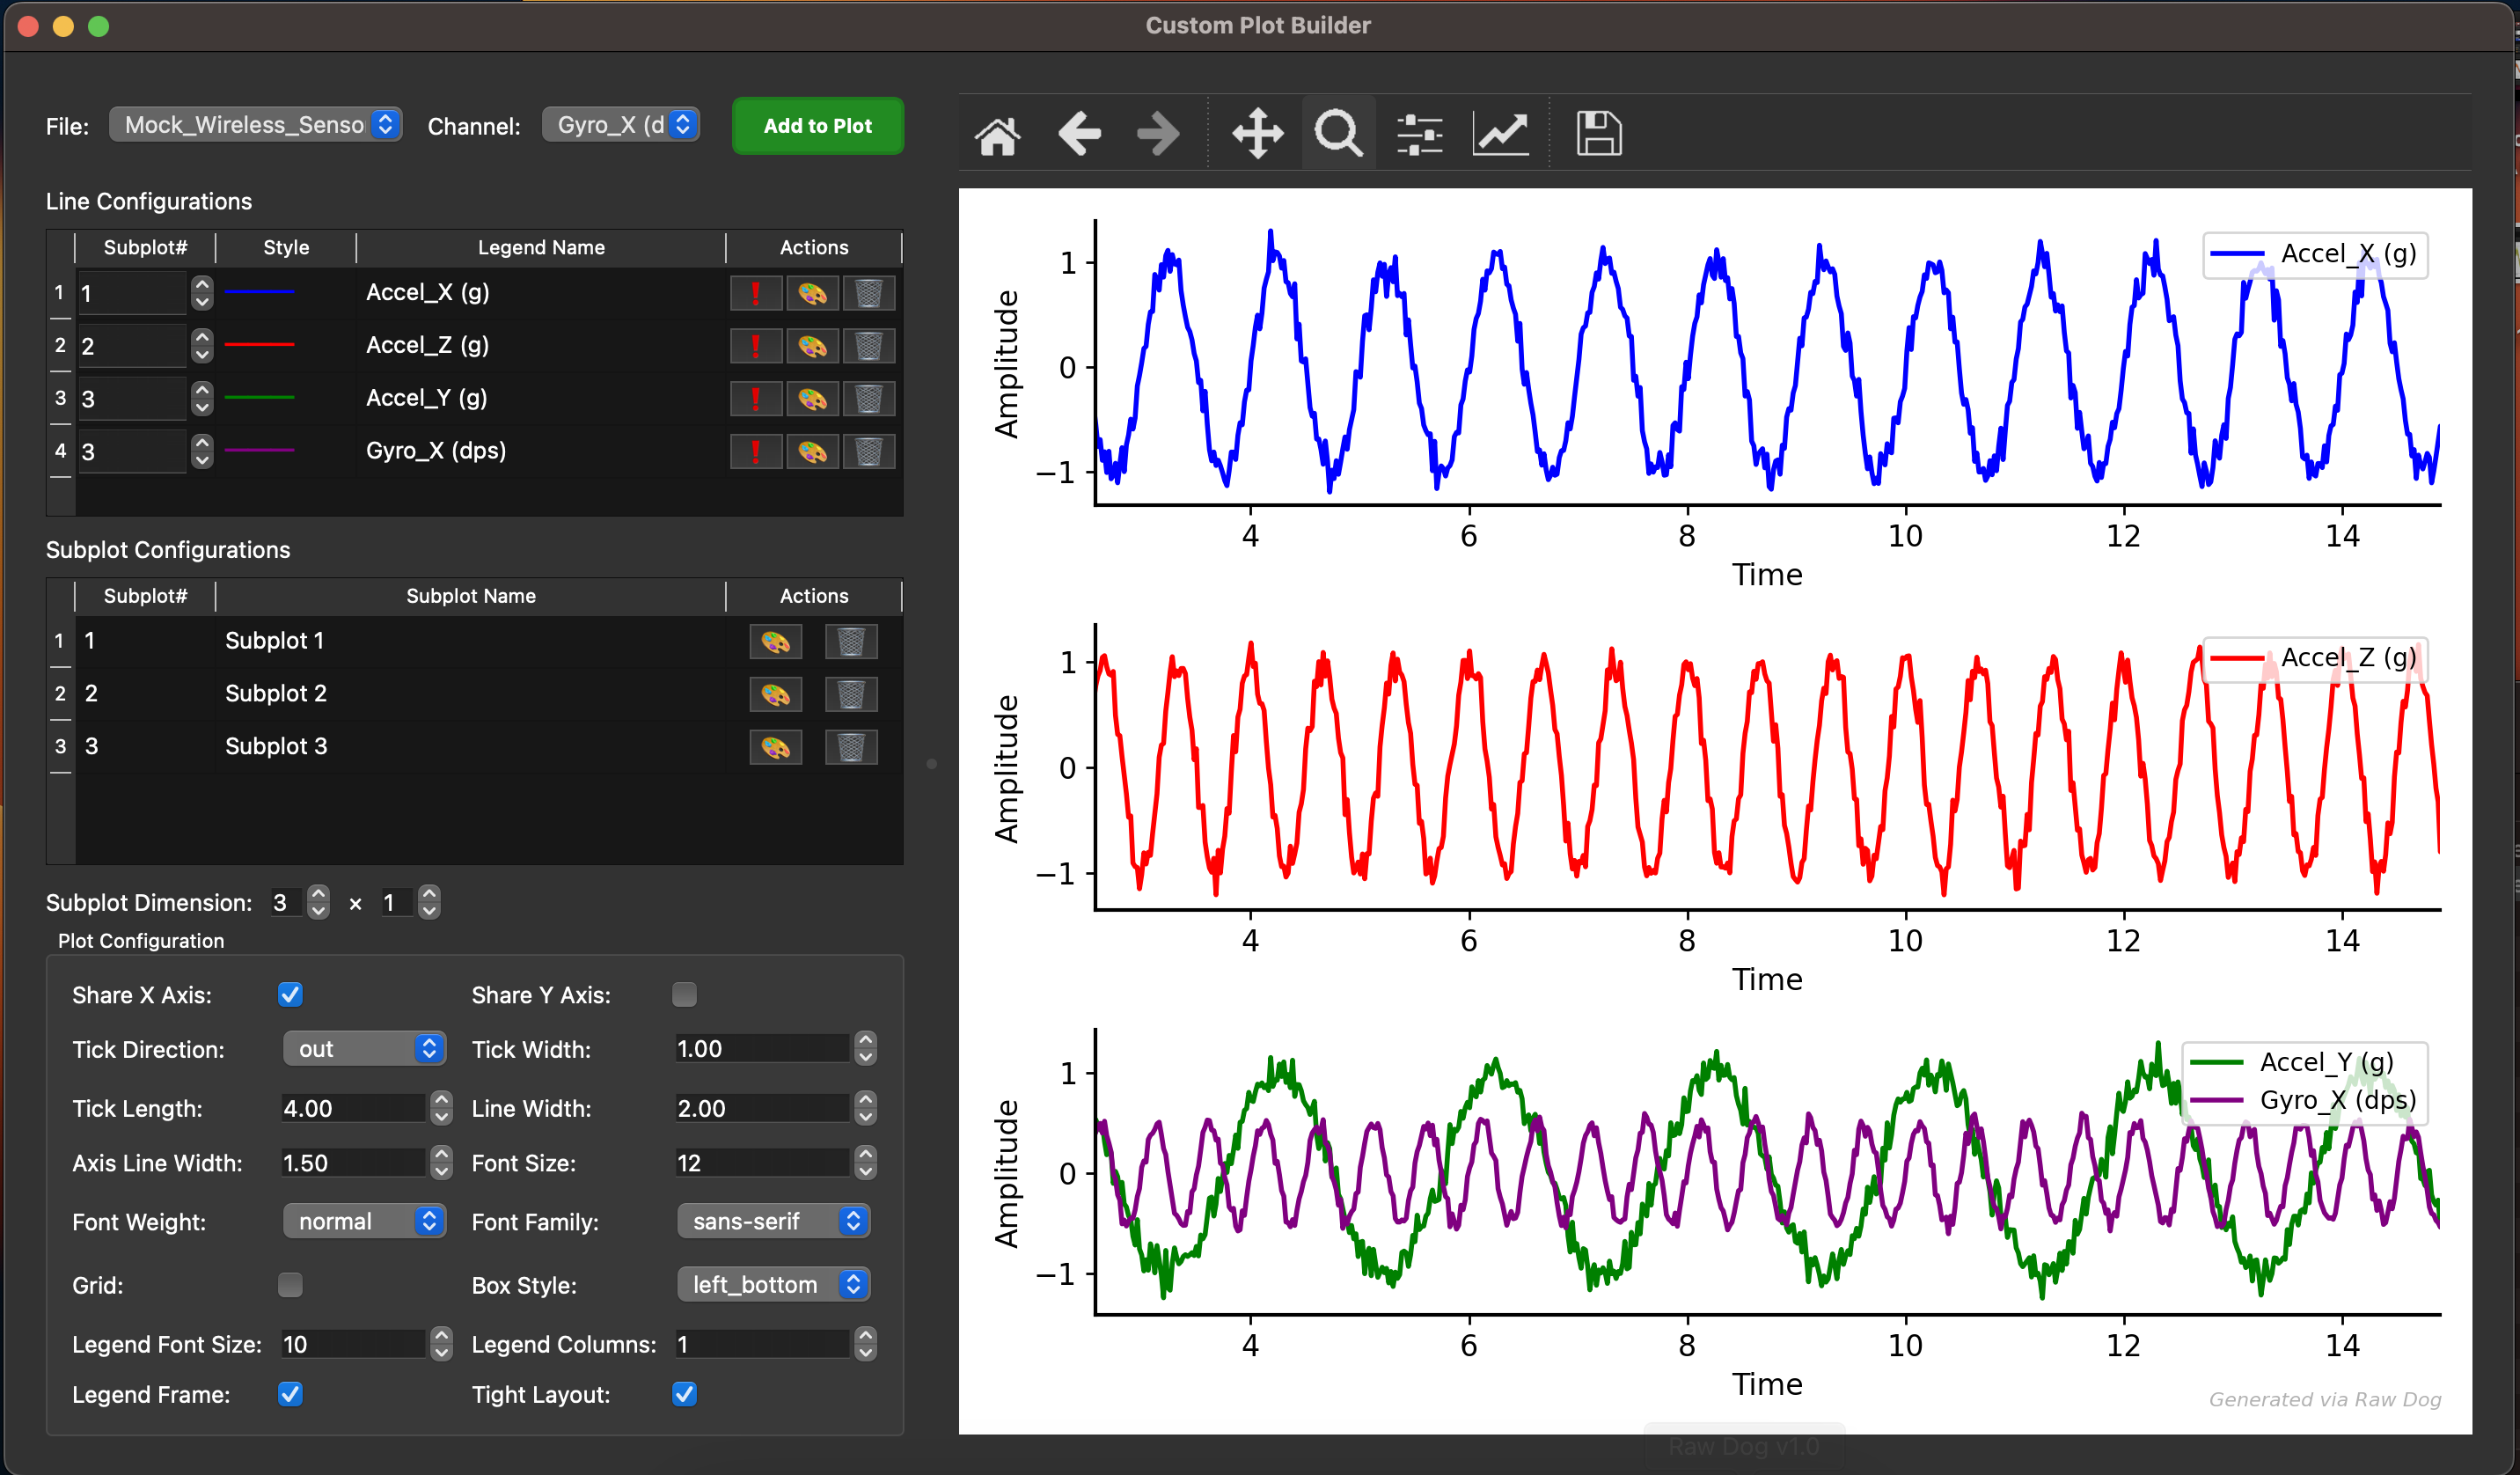 Custom Plot Builder
File: Mock_Wireless_Senso Channel: Gyro_X (d Add to Plot
Line Configurations
Subplot# Style Legend Name Actions
1 1 Accel_X (g)
2 2 Accel_Z (g)
3 3 Accel_Y (g)
4 3 Gyro_X (dps)
Subplot Configurations
Subplot# Subplot Name Actions
1 1 Subplot 1
2 2 Subplot 2
3 3 Subplot 3
Subplot Dimension: 3 × 1
Plot Configuration
Share X Axis: Share Y Axis:
Tick Direction: out Tick Width: 1.00
Tick Length: 4.00 Line Width: 2.00
Axis Line Width: 1.50 Font Size: 12
Font Weight: normal Font Family: sans-serif
Grid: Box Style: left_bottom
Legend Font Size: 10 Legend Columns: 1
Legend Frame: Tight Layout:
Accel_X (g)
Amplitude
1
0
−1
4 6 8 10 12 14
Time
Accel_Z (g)
Amplitude
1
0
−1
4 6 8 10 12 14
Time
Accel_Y (g)
Gyro_X (dps)
Amplitude
1
0
−1
4 6 8 10 12 14
Time
Generated via Raw Dog
Raw Dog v1.0